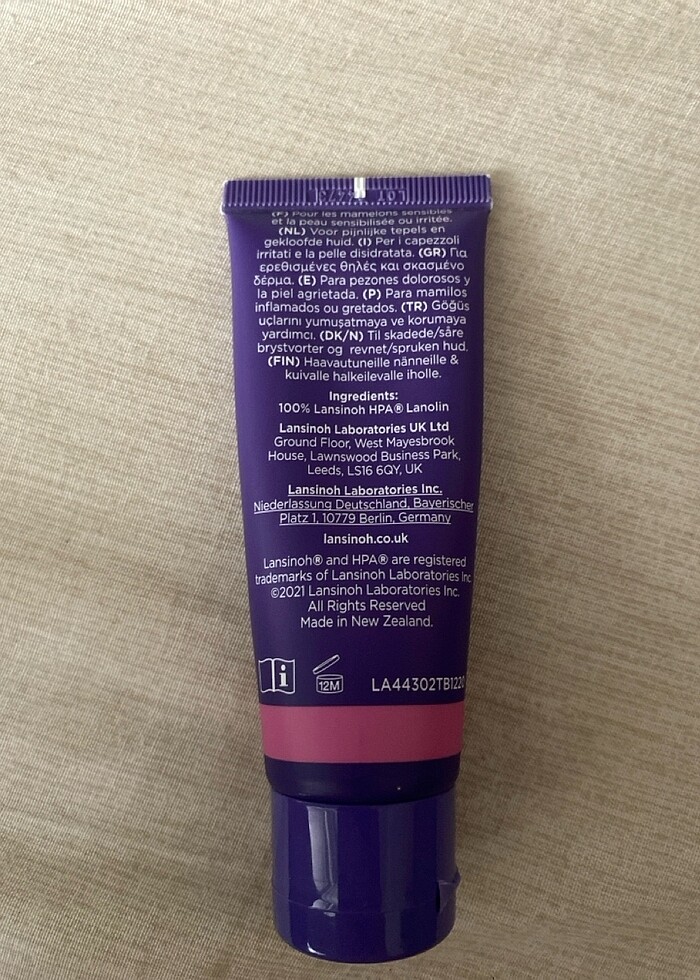 LOT
(F) Pour les mamelons sensibles
et la peau sensibilisée ou irritée.
(NL) Voor pijnlijke tepels en
gekloofde huid. (I) Per i capezzoli
irritati e la pelle disidratata. (GR) Για
ερεθισμένες θηλές και σκασμένο
δέρμα. (E) Para pezones dolorosos y
la piel agrietada. (P) Para mamilos
inflamados ou gretados. (TR) Göğüs
uçlarını yumuşatmaya ve korumaya
yardımcı. (DK/N) Til skadede/såre
brystvorter og revnet/sprukken hud.
(FIN) Haavautuneille nänneille &
kuivalle halkeilevalle iholle.
Ingredients:
100% Lansinoh HPA® Lanolin
Lansinoh Laboratories UK Ltd
Ground Floor, West Mayesbrook
House, Lawnswood Business Park,
Leeds, LS16 6QY, UK
Lansinoh Laboratories Inc.
Niederlassung Deutschland, Bayerischer
Platz 1, 10779 Berlin, Germany
lansinoh.co.uk
Lansinoh® and HPA® are registered
trademarks of Lansinoh Laboratories Inc.
©2021 Lansinoh Laboratories Inc.
All Rights Reserved
Made in New Zealand.
i
12M
LA44302TB1220